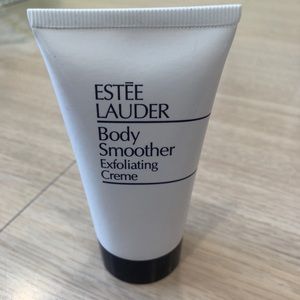 ESTĒE
LAUDER
Body
Smoother
Exfoliating
Creme